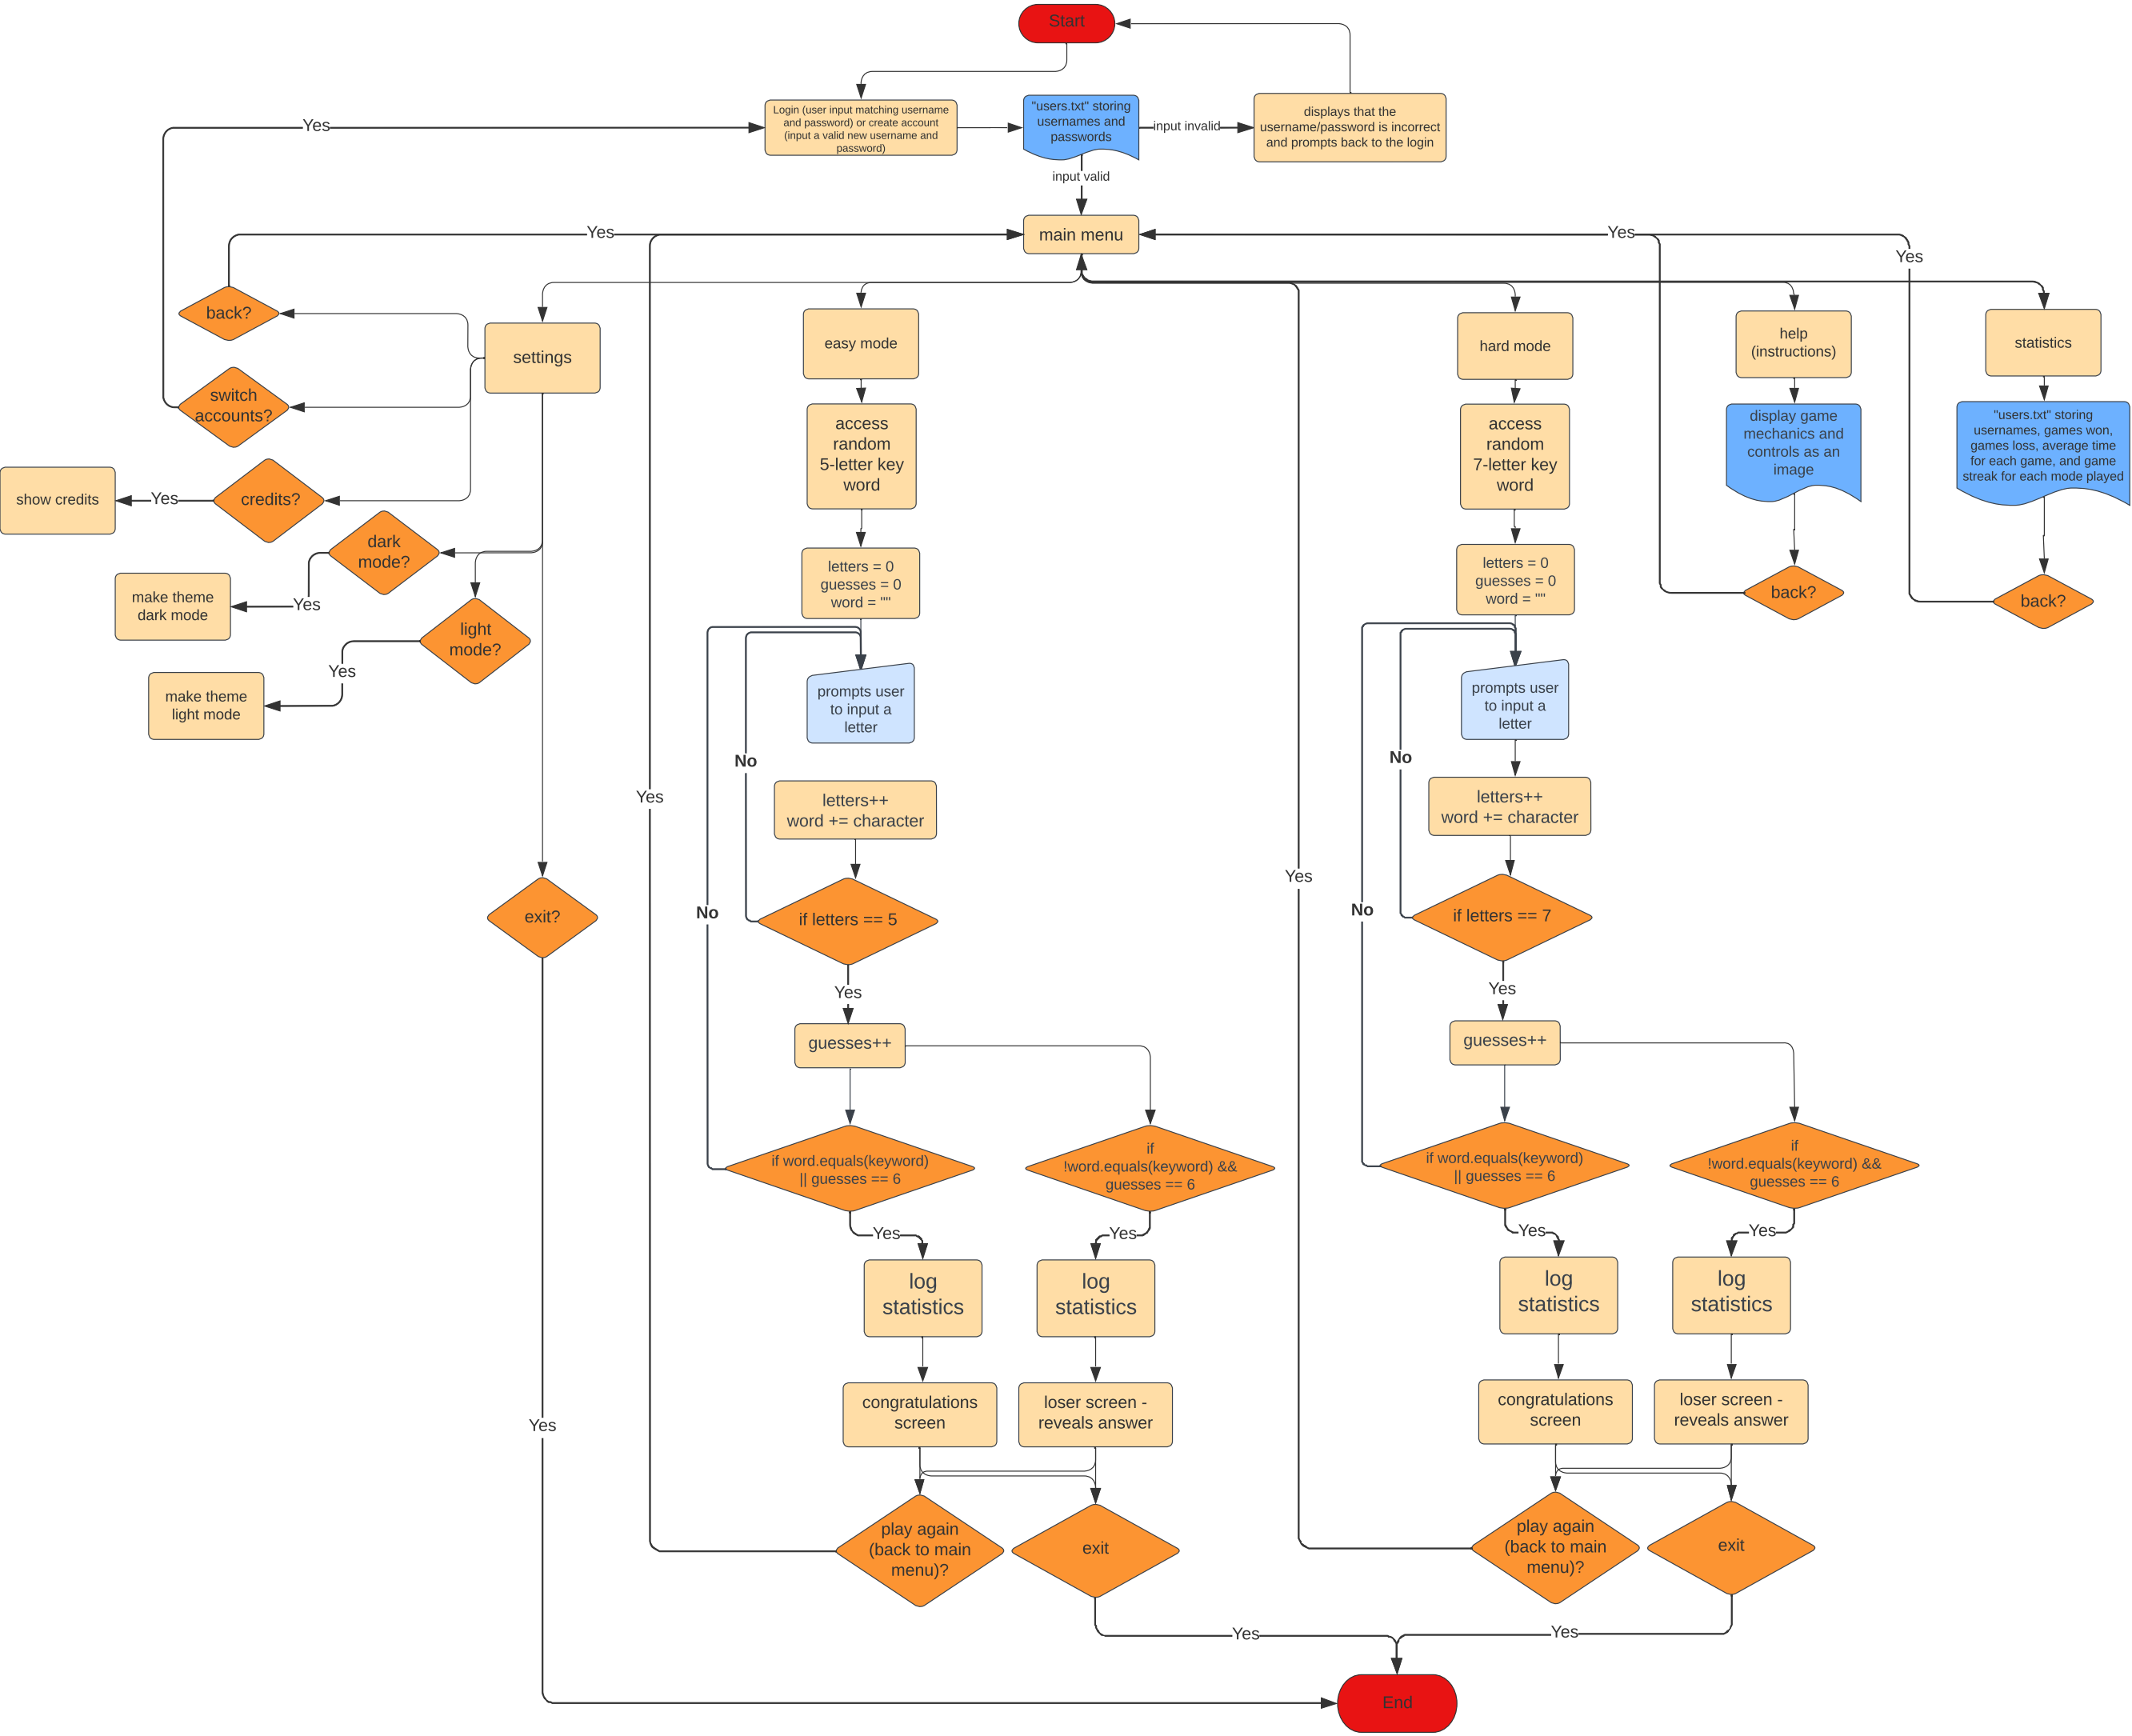 Start
Login (user input matching username
and password) or create account
(input a valid new username and
password)
"users.txt" storing
usernames and
passwords
input invalid
displays that the
username/password is incorrect
and prompts back to the login
Yes
input valid
main menu
Yes
Yes
Yes
back?
settings
easy mode
hard mode
help
(instructions)
statistics
switch
accounts?
access
random
5-letter key
word
access
random
7-letter key
word
display game
mechanics and
controls as an
image
"users.txt" storing
usernames, games won,
games loss, average time
for each game, and game
streak for each mode played
show credits
Yes
credits?
dark
mode?
Yes
make theme
dark mode
light
mode?
Yes
make theme
light mode
letters = 0
guesses = 0
word = ""
letters = 0
guesses = 0
word = ""
back?
back?
prompts user
to input a
letter
prompts user
to input a
letter
No
No
Yes
letters++
word += character
letters++
word += character
Yes
exit?
No
if letters == 5
No
if letters == 7
Yes
Yes
guesses++
guesses++
if word.equals(keyword)
|| guesses == 6
if
!word.equals(keyword) &&
guesses == 6
if word.equals(keyword)
|| guesses == 6
if
!word.equals(keyword) &&
guesses == 6
Yes
Yes
Yes
Yes
log
statistics
log
statistics
log
statistics
log
statistics
congratulations
screen
loser screen -
reveals answer
congratulations
screen
loser screen -
reveals answer
Yes
play again
(back to main
menu)?
exit
play again
(back to main
menu)?
exit
Yes
Yes
End